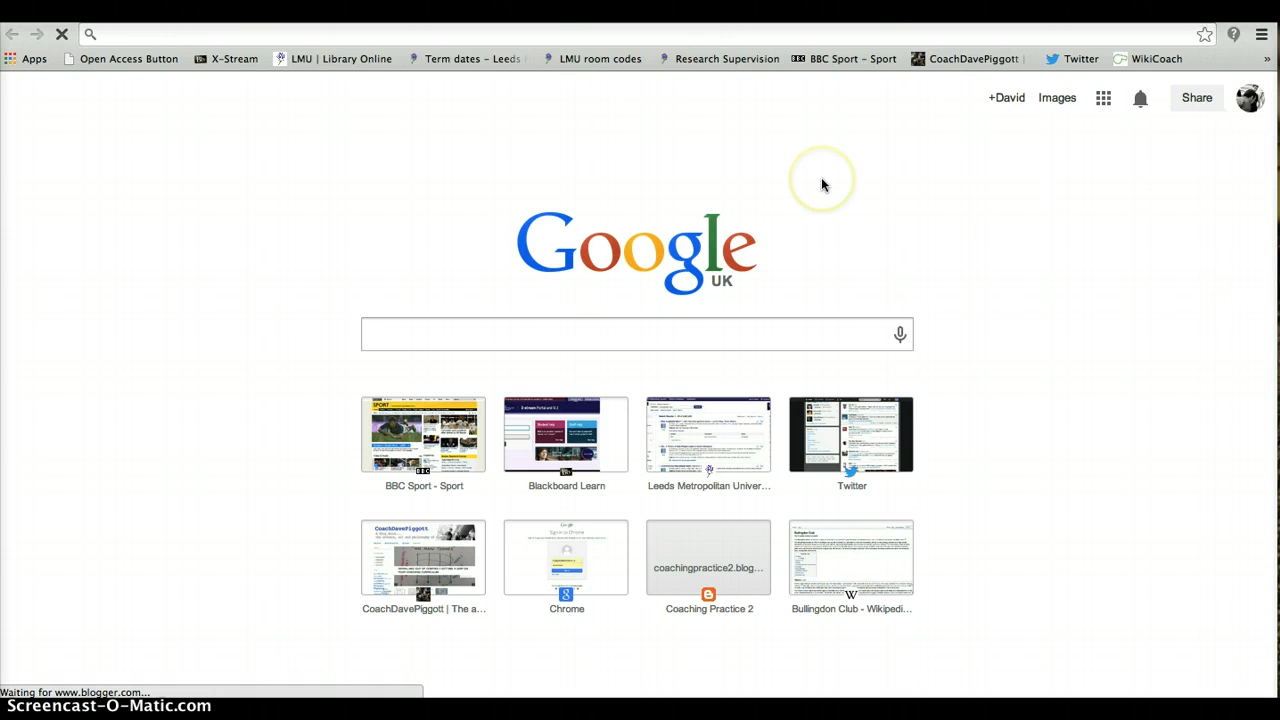 Apps Open Access Button X-Stream LMU | Library Online Term dates - Leeds LMU room codes Research Supervision BBC BBC Sport - Sport CoachDavePiggott | Twitter WikiCoach »
+David Images Share
Google
UK
BBC Sport - Sport Blackboard Learn Leeds Metropolitan Univer... Twitter
CoachDavePiggott
coachingpractice2.blog...
CoachDavePiggott | The a... Chrome Coaching Practice 2 Bullingdon Club - Wikipedi...
Waiting for www.blogger.com...
Screencast-O-Matic.com